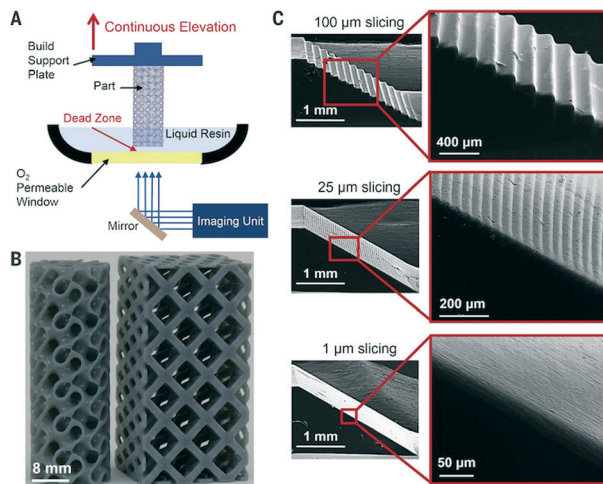 A
Continuous Elevation
Build
Support
Plate
Part
Dead Zone
Liquid Resin
O2
Permeable
Window
Mirror
Imaging Unit
B
8 mm
C
100 µm slicing
1 mm
400 µm
25 µm slicing
1 mm
200 µm
1 µm slicing
1 mm
50 µm